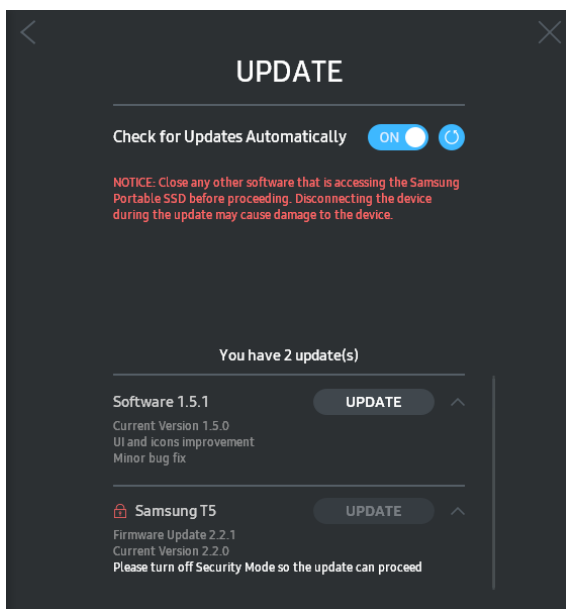 UPDATE
Check for Updates Automatically ON
NOTICE: Close any other software that is accessing the Samsung
Portable SSD before proceeding. Disconnecting the device
during the update may cause damage to the device.
You have 2 update(s)
Software 1.5.1 UPDATE
Current Version 1.5.0
UI and icons improvement
Minor bug fix
Samsung T5 UPDATE
Firmware Update 2.2.1
Current Version 2.2.0
Please turn off Security Mode so the update can proceed